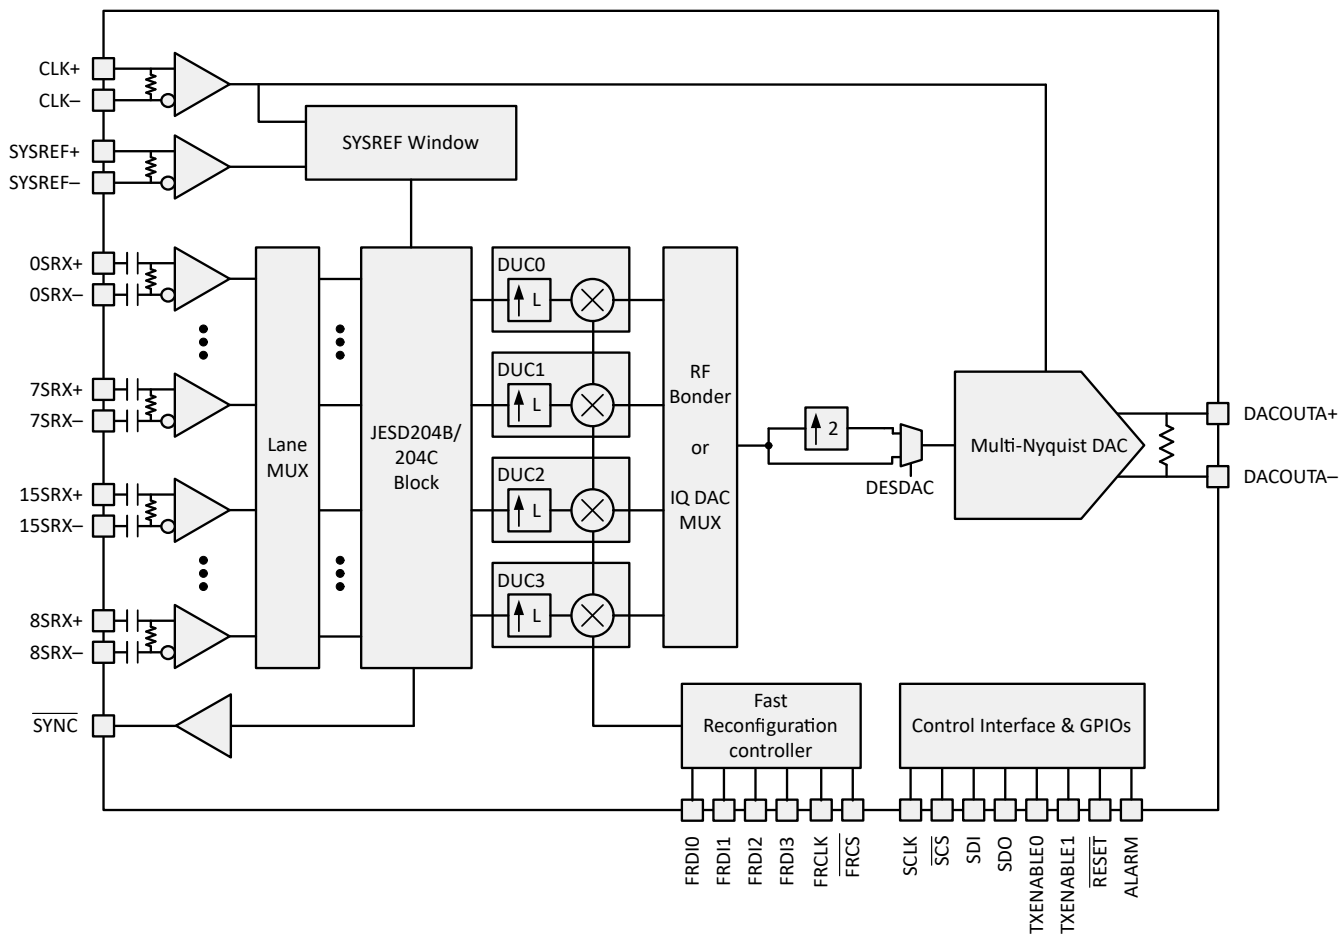 CLK+
CLK–
SYSREF+
SYSREF–
SYSREF Window
0SRX+
0SRX–
7SRX+
7SRX–
15SRX+
15SRX–
8SRX+
8SRX–
SYNC
Lane
MUX
JESD204B/
204C
Block
DUC0
L
DUC1
L
DUC2
L
DUC3
L
RF
Bonder
or
IQ DAC
MUX
2
DESDAC
Multi-Nyquist DAC
DACOUTA+
DACOUTA–
Fast
Reconfiguration
controller
Control Interface & GPIOs
FRDI0
FRDI1
FRDI2
FRDI3
FRCLK
FRCS
SCLK
SCS
SDI
SDO
TXENABLE0
TXENABLE1
RESET
ALARM